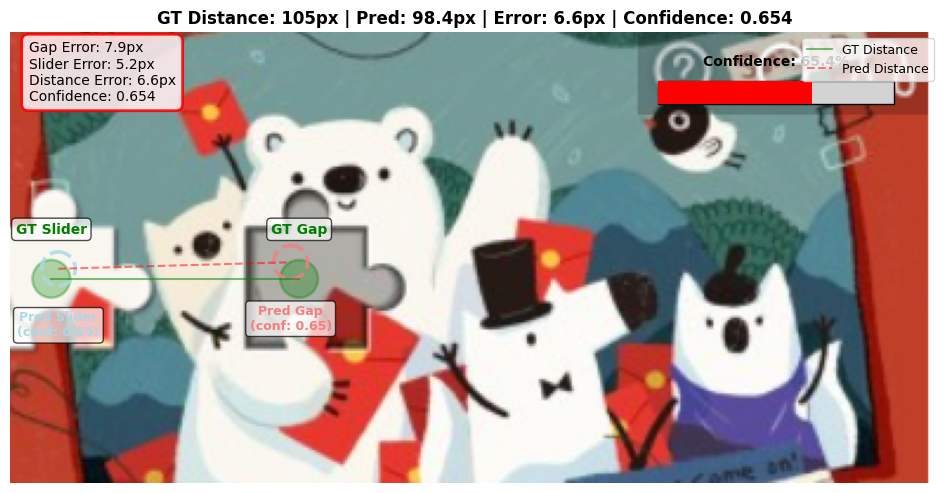 GT Distance: 105px | Pred: 98.4px | Error: 6.6px | Confidence: 0.654
Gap Error: 7.9px
Slider Error: 5.2px
Distance Error: 6.6px
Confidence: 0.654
Confidence: 65.4%
GT Distance
Pred Distance
GT Slider
GT Gap
Pred Slider
(conf: 0.65)
Pred Gap
(conf: 0.65)
come on!